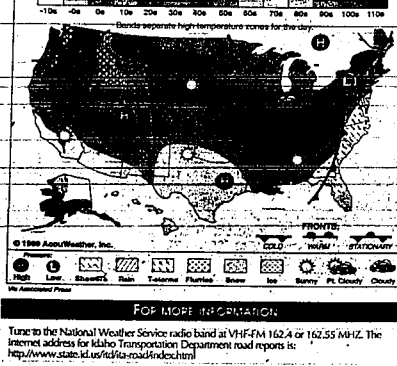 -10s -0s 0s 10s 20s 30s 40s 50s 60s 70s 80s 90s 100s 110s
Bands separate high temperature zones for the day.
H
L
H
H
FRONTS:
COLD WARM STATIONARY
© 1999 AccuWeather, Inc.
Pressure:
H L
High Low Showers Rain T-storms Flurries Snow Ice Sunny Pt. Cloudy Cloudy
Via Associated Press
FOR MORE INFORMATION
Tune to the National Weather Service radio band at VHF-FM 162.4 or 162.55 MHZ. The
internet address for Idaho Transportation Department road reports is:
http://www.state.id.us/itd/ita-road/index.html